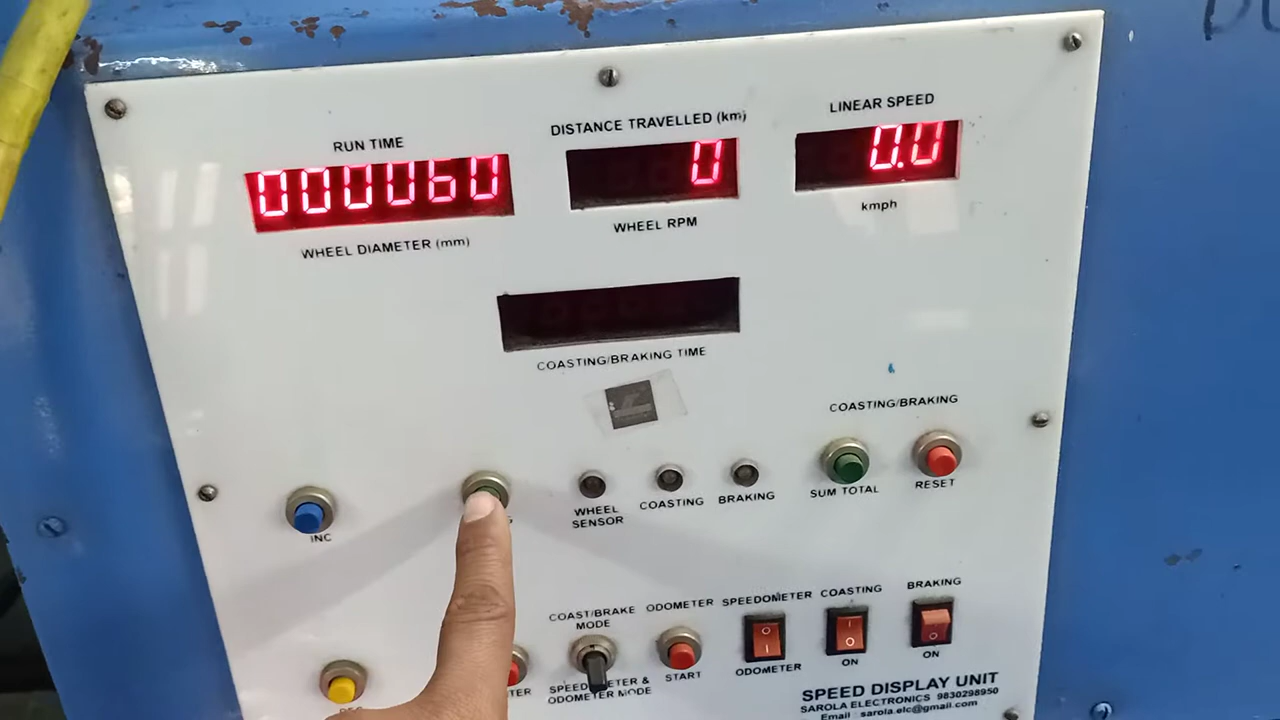 RUN TIME
DISTANCE TRAVELLED (km)
LINEAR SPEED
000060
0
0.0
WHEEL DIAMETER (mm)
WHEEL RPM
kmph
COASTING/BRAKING TIME
COASTING/BRAKING
INC
WHEEL
SENSOR
COASTING
BRAKING
SUM TOTAL
RESET
COAST/BRAKE
MODE
ODOMETER
SPEEDOMETER
COASTING
BRAKING
START
ODOMETER
ON
ON
ODOMETER MODE
SPEED DISPLAY UNIT
SAROLA ELECTRONICS 9830298950
Email sarola.elc@gmail.com